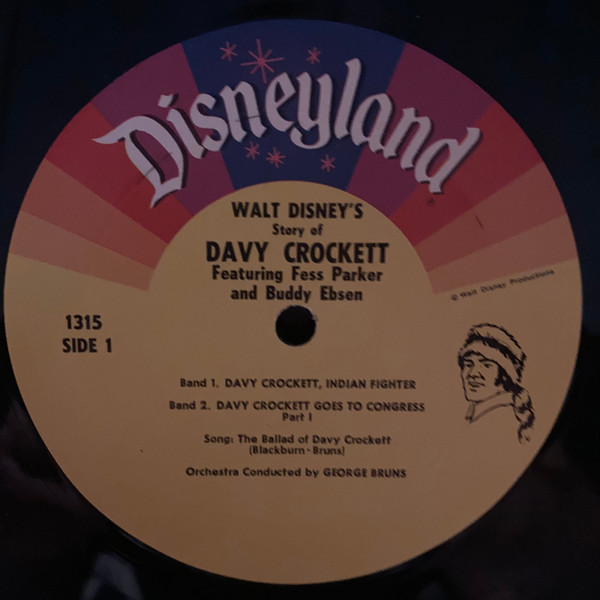 Disneyland
WALT DISNEY'S
Story of
DAVY CROCKETT
Featuring Fess Parker
and Buddy Ebsen
© Walt Disney Productions
1315
SIDE 1
Band 1. DAVY CROCKETT, INDIAN FIGHTER
Band 2. DAVY CROCKETT GOES TO CONGRESS
Part I
Song: The Ballad of Davy Crockett
(Blackburn - Bruns)
Orchestra Conducted by GEORGE BRUNS